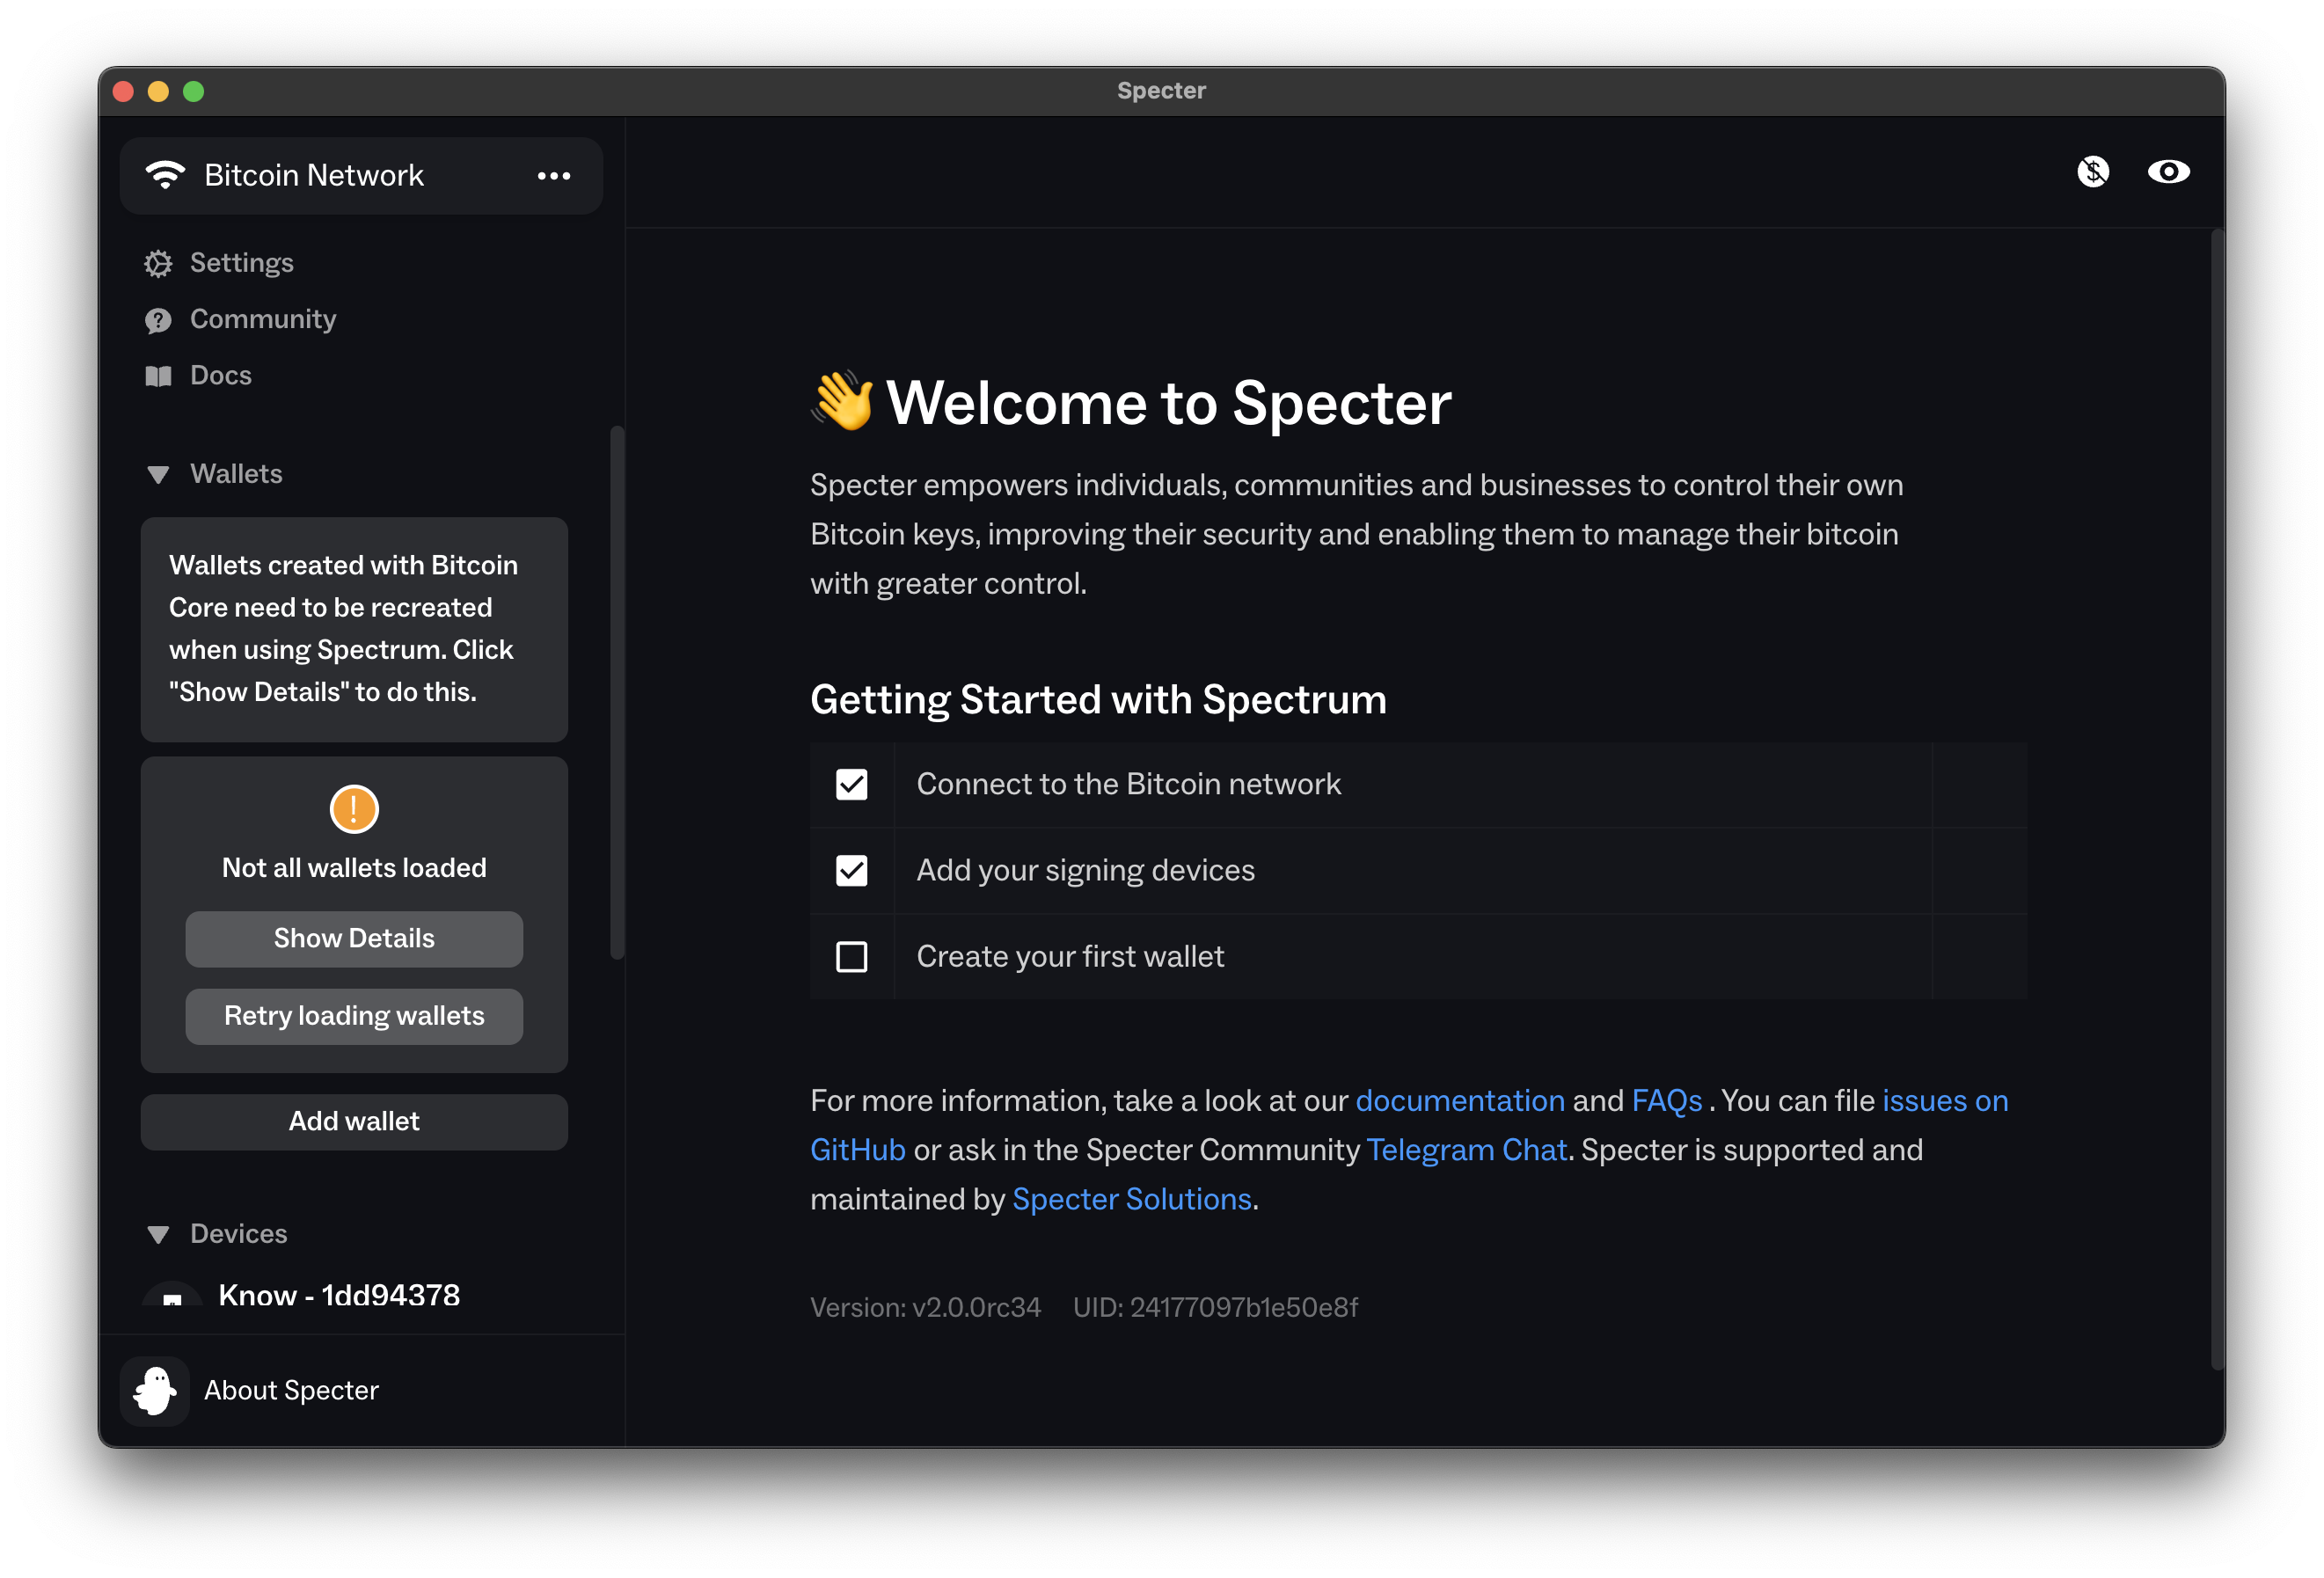 Specter
Bitcoin Network
Settings
Community
Docs
Wallets
Wallets created with Bitcoin
Core need to be recreated
when using Spectrum. Click
"Show Details" to do this.
Not all wallets loaded
Show Details
Retry loading wallets
Add wallet
Devices
Know - 1dd94378
About Specter
👋 Welcome to Specter
Specter empowers individuals, communities and businesses to control their own
Bitcoin keys, improving their security and enabling them to manage their bitcoin
with greater control.
Getting Started with Spectrum
Connect to the Bitcoin network
Add your signing devices
Create your first wallet
For more information, take a look at our documentation and FAQs . You can file issues on
GitHub or ask in the Specter Community Telegram Chat. Specter is supported and
maintained by Specter Solutions.
Version: v2.0.0rc34 UID: 24177097b1e50e8f